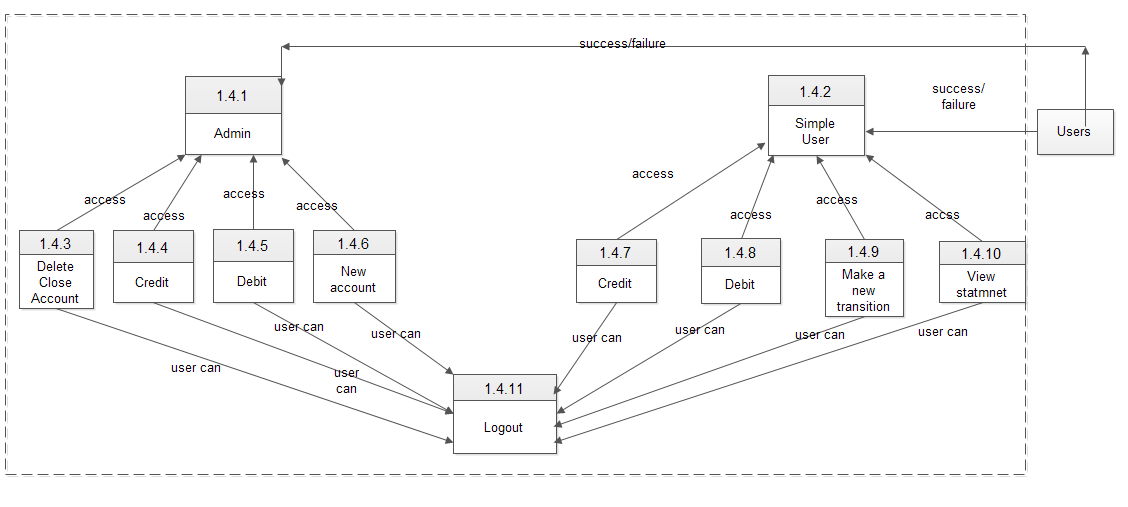 success/failure
1.4.1
Admin
1.4.2
Simple
User
success/
failure
Users
access
access
access
access
access
access
access
accss
1.4.3
Delete
Close
Account
1.4.4
Credit
1.4.5
Debit
1.4.6
New
account
1.4.7
Credit
1.4.8
Debit
1.4.9
Make a
new
transition
1.4.10
View
statmnet
user can
user
can
user can
user can
user can
user can
user can
user can
1.4.11
Logout